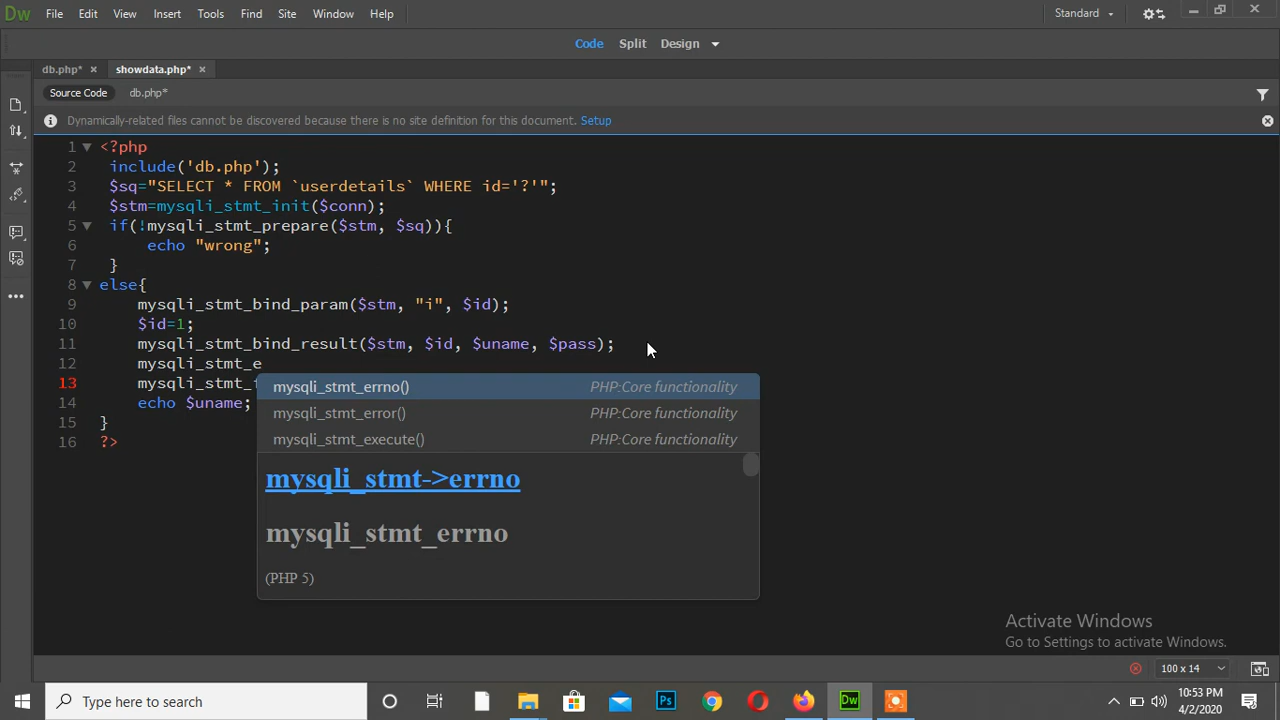 Dw File Edit View Insert Tools Find Site Window Help Standard
Code Split Design
db.php* showdata.php*
Source Code db.php*
Dynamically-related files cannot be discovered because there is no site definition for this document. Setup
1 <?php
2 include('db.php');
3 $sq="SELECT * FROM `userdetails` WHERE id='?'";
4 $stm=mysqli_stmt_init($conn);
5 if(!mysqli_stmt_prepare($stm, $sq)){
6 echo "wrong";
7 }
8 else{
9 mysqli_stmt_bind_param($stm, "i", $id);
10 $id=1;
11 mysqli_stmt_bind_result($stm, $id, $uname, $pass);
12 mysqli_stmt_e
13 mysqli_stmt_
14 echo $uname;
15 }
16 ?>
mysqli_stmt_errno() PHP:Core functionality
mysqli_stmt_error() PHP:Core functionality
mysqli_stmt_execute() PHP:Core functionality
mysqli_stmt->errno
mysqli_stmt_errno
(PHP 5)
Activate Windows
Go to Settings to activate Windows.
100 x 14
Type here to search
Ps
Dw
10:53 PM
4/2/2020